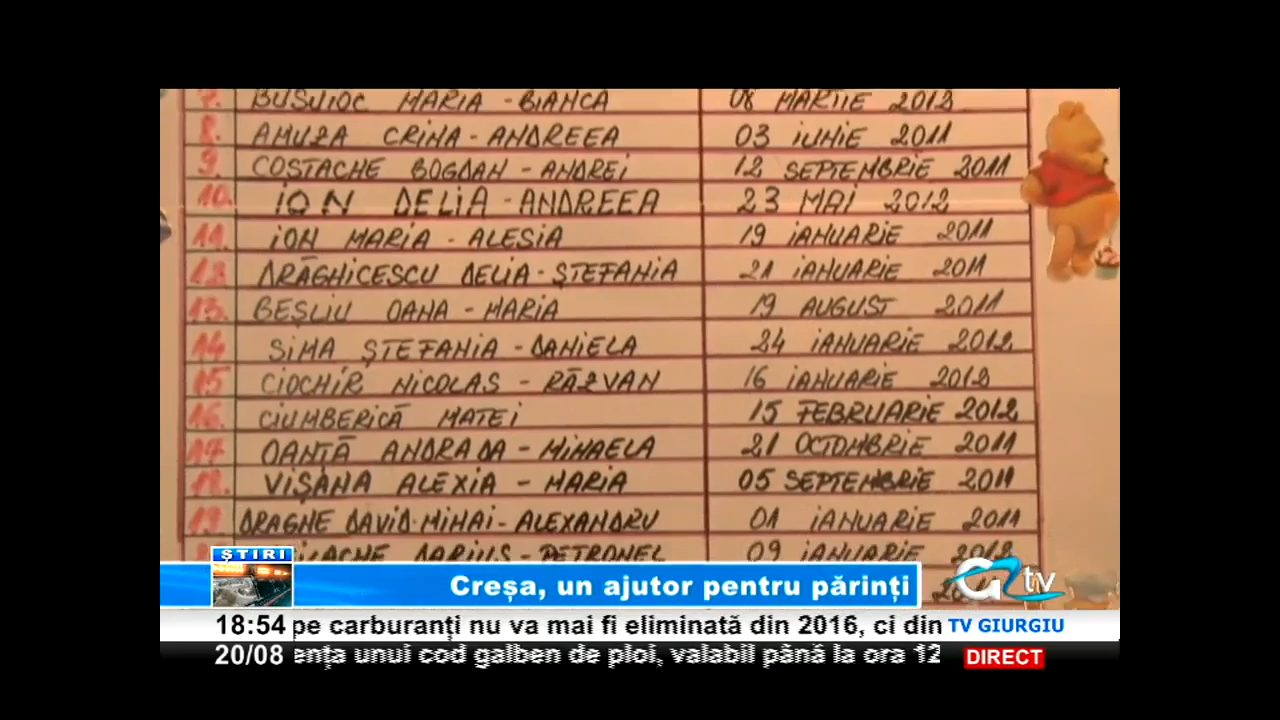 7. BUSUIOC MARIA - BIANCA 08 MARTIE 2012
8. AMUZA CRINA - ANDREEA 03 IUNIE 2011
9. COSTACHE BOGDAN - ANDREI 12 SEPTEMBRIE 2011
10. ION DELIA - ANDREEA 23 MAI 2012
11. ION MARIA - ALESIA 19 IANUARIE 2011
12. DRĂGHICESCU DELIA - ȘTEFANIA 21 IANUARIE 2011
13. BEȘLIU OANA - MARIA 19 AUGUST 2011
14 SIMA ȘTEFANIA - DANIELA 24 IANUARIE 2012
15 CIOCHIR NICOLAS - RĂZVAN 16 IANUARIE 2012
16. CIUMBERICĂ MATEI 15 FEBRUARIE 2012
17. OANȚĂ ANDRADA - MIHAELA 21 OCTOMBRIE 2011
18. VIȘANA ALEXIA - MARIA 05 SEPTEMBRIE 2011
19. DRAGNE DAVID-MIHAI-ALEXANDRU 01 IANUARIE 2011
DARIUS - PETRONEL 09 IANUARIE 2012
ȘTIRI
Creșa, un ajutor pentru părinți
G tv
18:54 pe carburanți nu va mai fi eliminată din 2016, ci din TV GIURGIU
20/08 ența unui cod galben de ploi, valabil până la ora 12 DIRECT